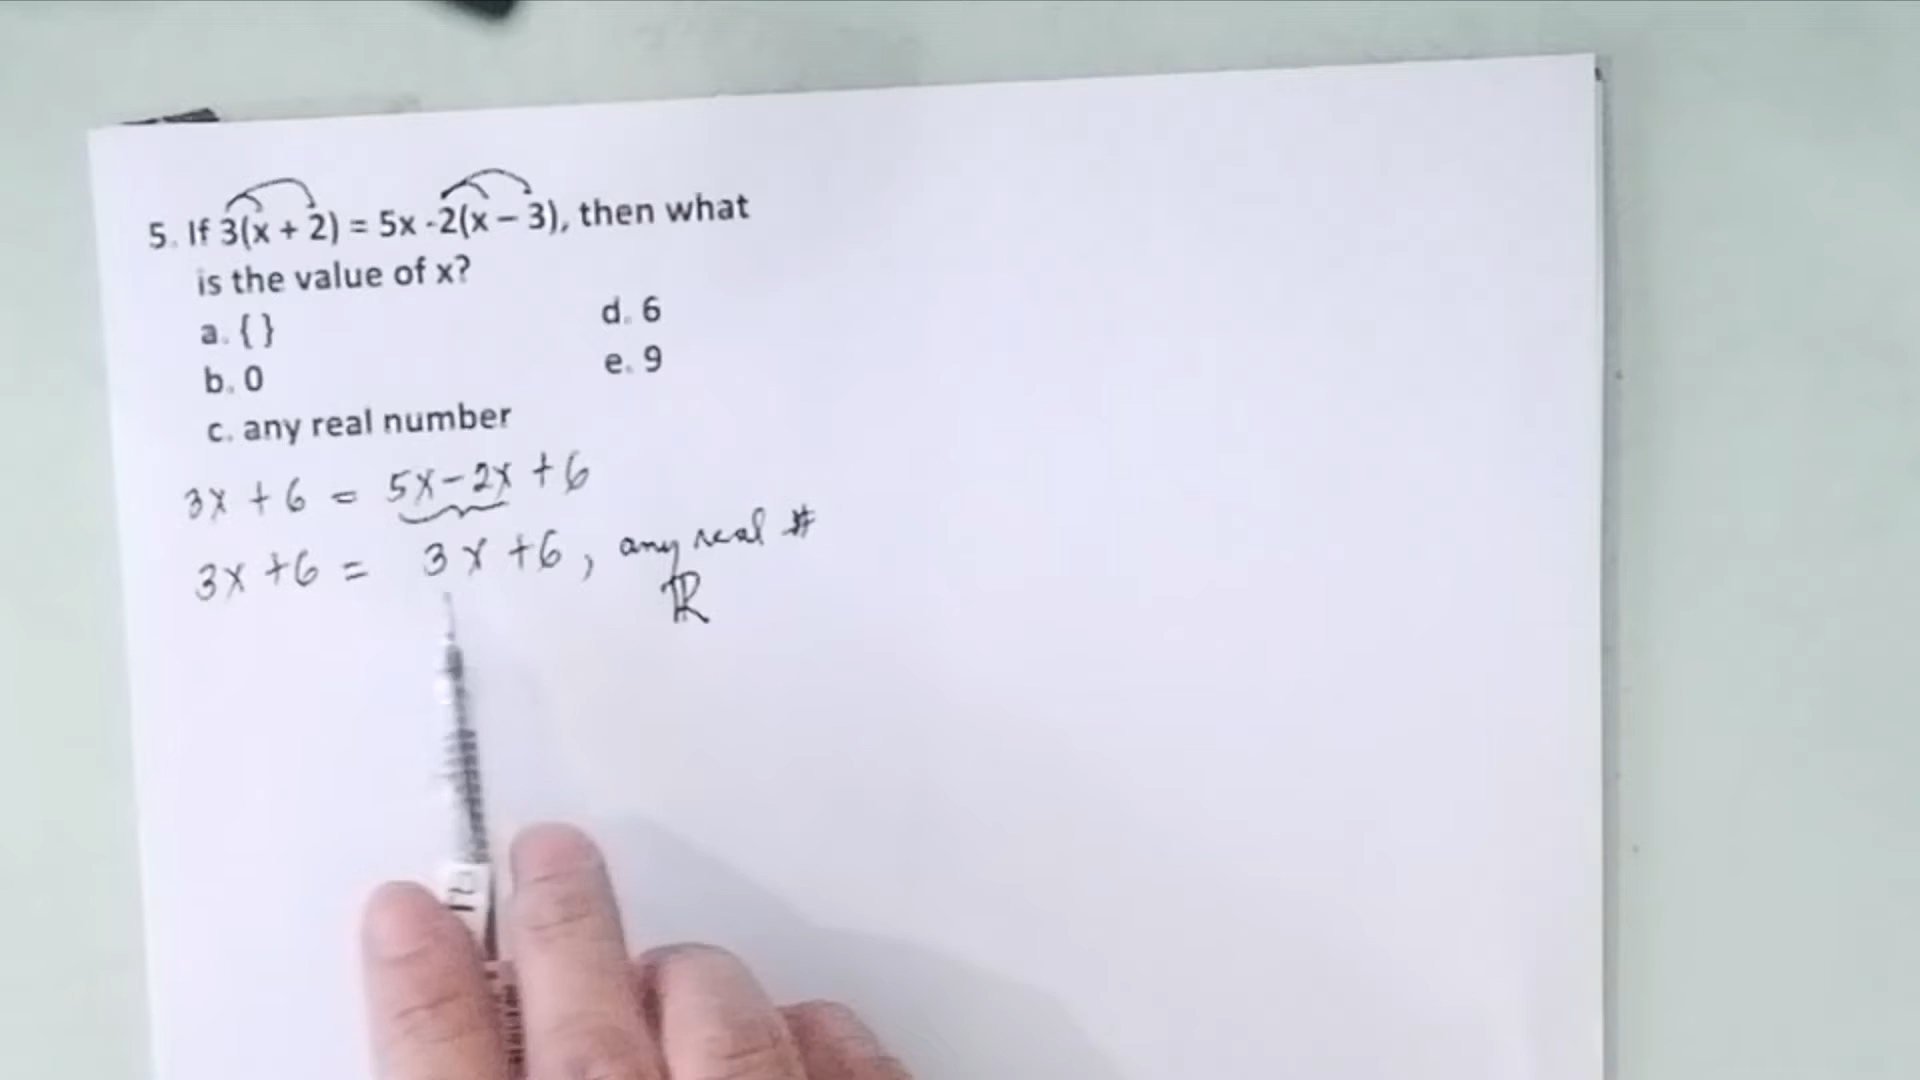 5. If 3(x + 2) = 5x -2(x – 3), then what
is the value of x?
a. { }
b. 0
c. any real number
d. 6
e. 9
3x + 6 = 5x-2x +6
3x +6 = 3x +6, any real #
ℝ